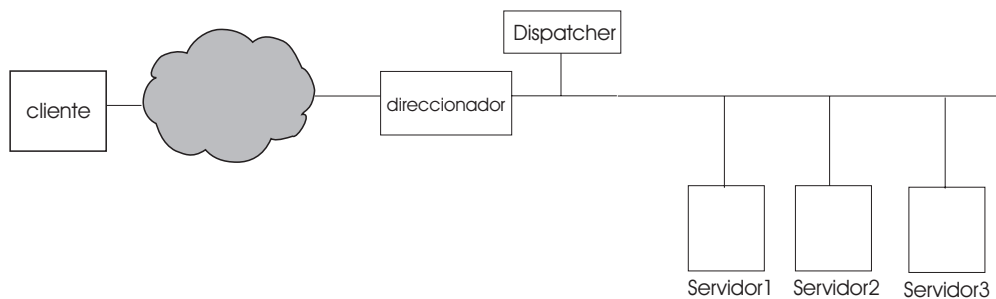 Dispatcher
cliente
direccionador
Servidor1
Servidor2
Servidor3